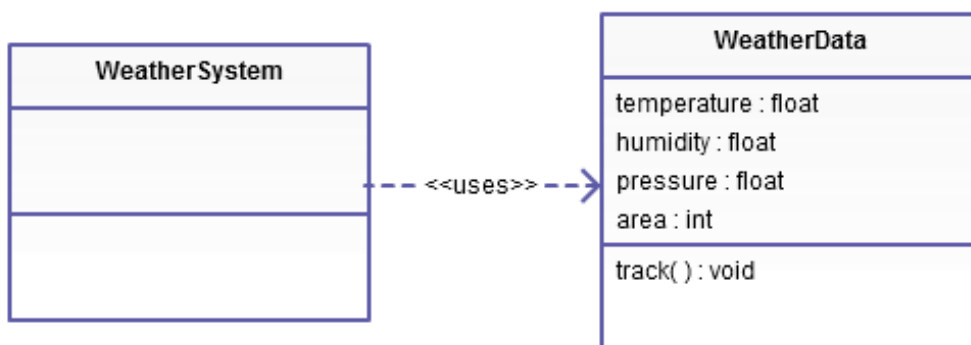 WeatherSystem
<<uses>>
WeatherData
temperature : float
humidity : float
pressure : float
area : int
track( ) : void